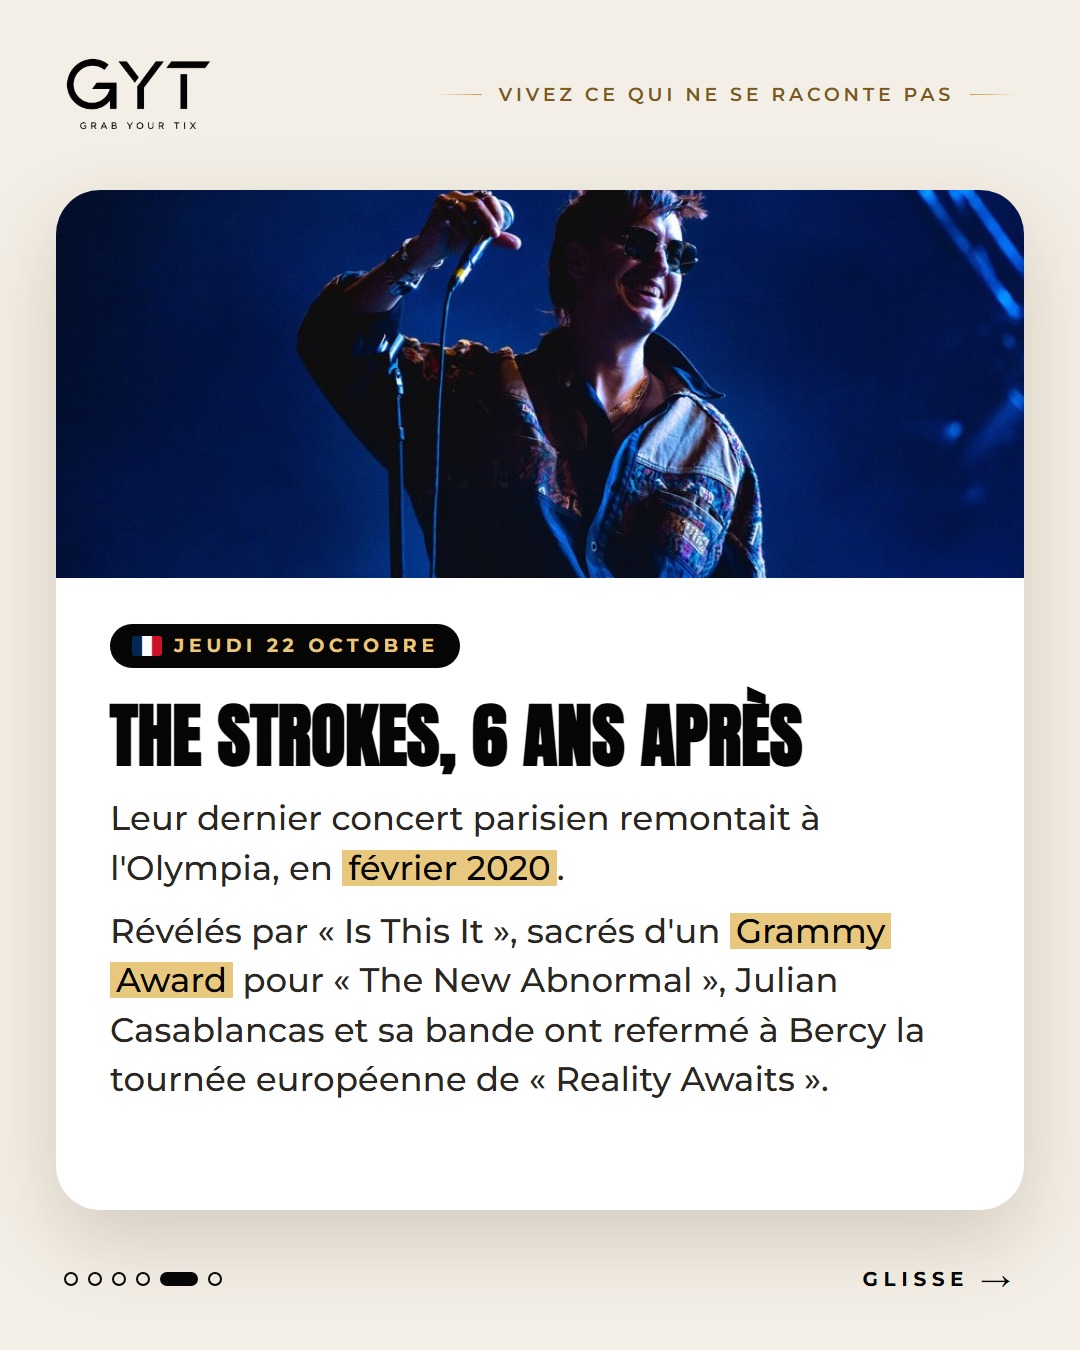 GYT
GRAB YOUR TIX
VIVEZ CE QUI NE SE RACONTE PAS
JEUDI 22 OCTOBRE
THE STROKES, 6 ANS APRÈS
Leur dernier concert parisien remontait à
l'Olympia, en février 2020.
Révélés par « Is This It », sacrés d'un Grammy
Award pour « The New Abnormal », Julian
Casablancas et sa bande ont refermé à Bercy la
tournée européenne de « Reality Awaits ».
GLISSE →